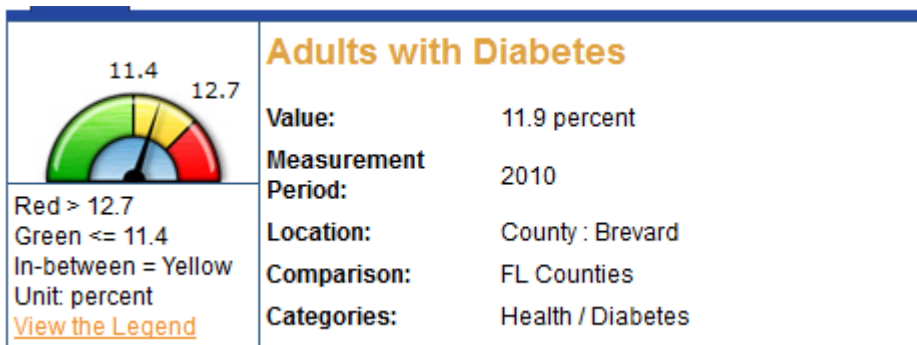 11.4
12.7
Red > 12.7
Green <= 11.4
In-between = Yellow
Unit: percent
View the Legend
Adults with Diabetes
Value: 11.9 percent
Measurement
Period: 2010
Location: County : Brevard
Comparison: FL Counties
Categories: Health / Diabetes